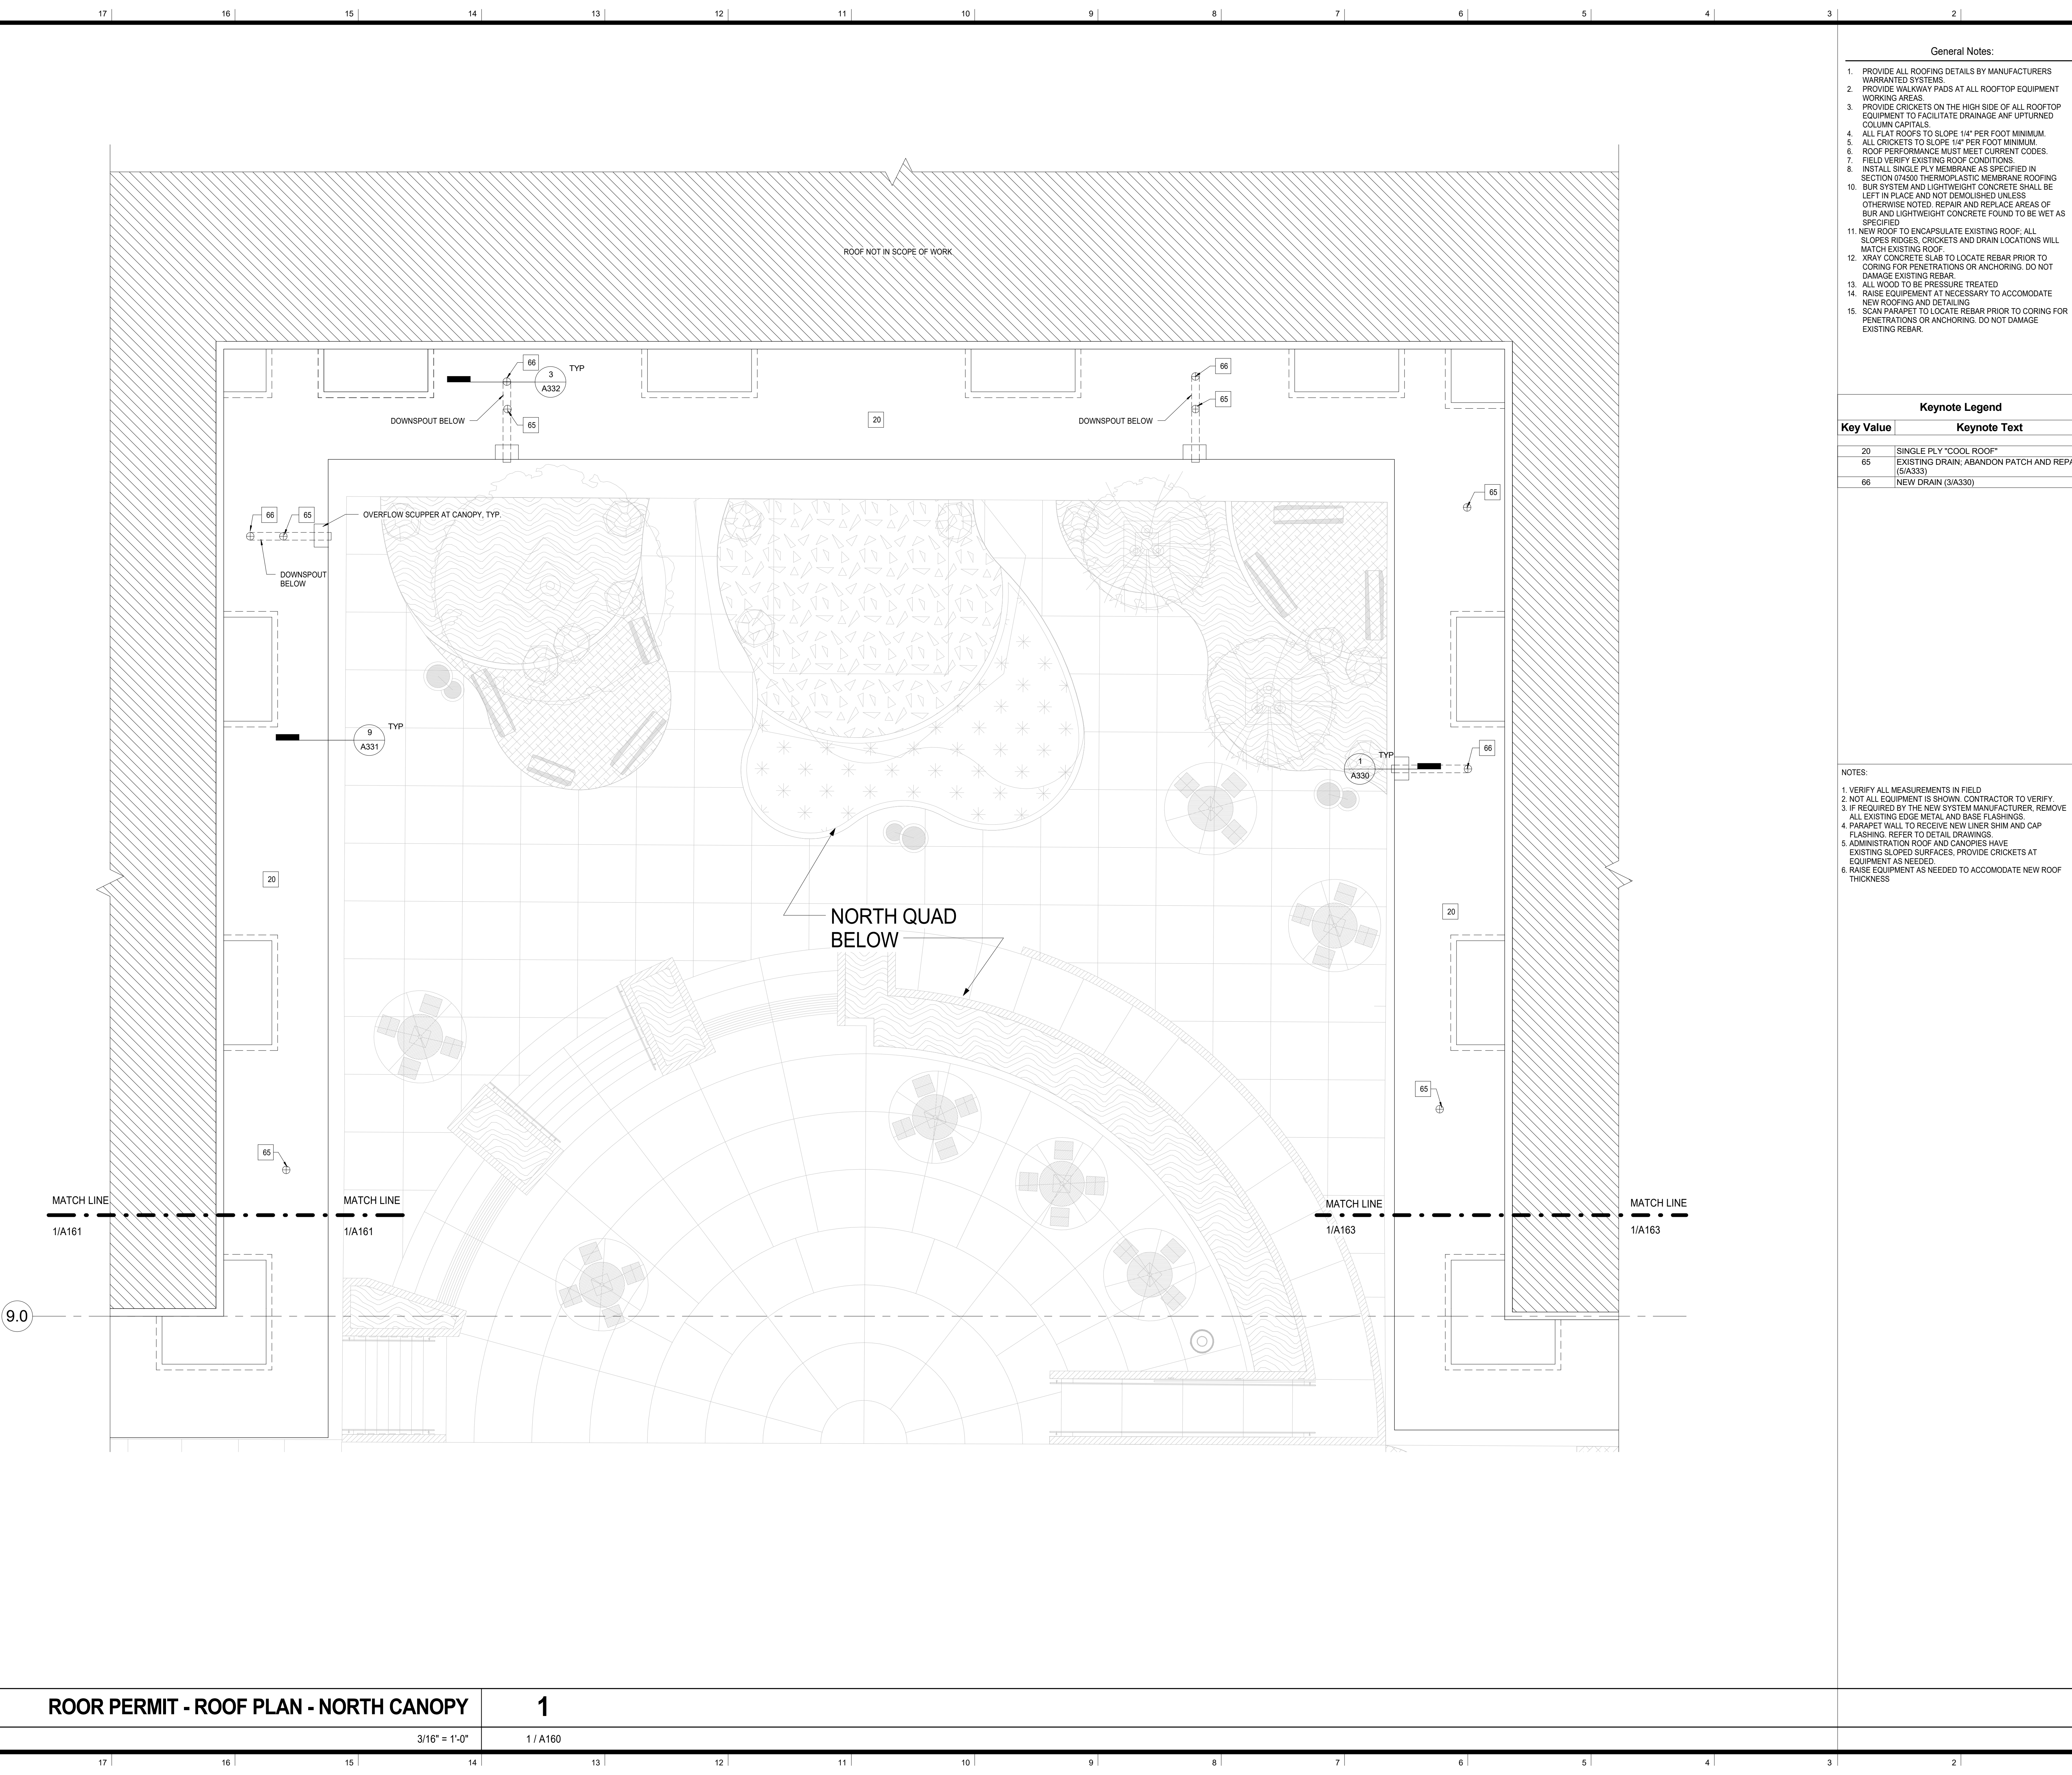 17 16 15 14 13 12 11 10 9 8 7 6 5 4 3 2
General Notes:
1. PROVIDE ALL ROOFING DETAILS BY MANUFACTURERS
WARRANTED SYSTEMS.
2. PROVIDE WALKWAY PADS AT ALL ROOFTOP EQUIPMENT
WORKING AREAS.
3. PROVIDE CRICKETS ON THE HIGH SIDE OF ALL ROOFTOP
EQUIPMENT TO FACILITATE DRAINAGE ANF UPTURNED
COLUMN CAPITALS.
4. ALL FLAT ROOFS TO SLOPE 1/4" PER FOOT MINIMUM.
5. ALL CRICKETS TO SLOPE 1/4" PER FOOT MINIMUM.
6. ROOF PERFORMANCE MUST MEET CURRENT CODES.
7. FIELD VERIFY EXISTING ROOF CONDITIONS.
8. INSTALL SINGLE PLY MEMBRANE AS SPECIFIED IN
SECTION 074500 THERMOPLASTIC MEMBRANE ROOFING
10. BUR SYSTEM AND LIGHTWEIGHT CONCRETE SHALL BE
LEFT IN PLACE AND NOT DEMOLISHED UNLESS
OTHERWISE NOTED. REPAIR AND REPLACE AREAS OF
BUR AND LIGHTWEIGHT CONCRETE FOUND TO BE WET AS
SPECIFIED
11. NEW ROOF TO ENCAPSULATE EXISTING ROOF; ALL
SLOPES RIDGES, CRICKETS AND DRAIN LOCATIONS WILL
MATCH EXISTING ROOF.
12. XRAY CONCRETE SLAB TO LOCATE REBAR PRIOR TO
CORING FOR PENETRATIONS OR ANCHORING. DO NOT
DAMAGE EXISTING REBAR.
13. ALL WOOD TO BE PRESSURE TREATED
14. RAISE EQUIPEMENT AT NECESSARY TO ACCOMODATE
NEW ROOFING AND DETAILING
15. SCAN PARAPET TO LOCATE REBAR PRIOR TO CORING FOR
PENETRATIONS OR ANCHORING. DO NOT DAMAGE
EXISTING REBAR.
ROOF NOT IN SCOPE OF WORK
66
3
A332
TYP
DOWNSPOUT BELOW
65
20
66
65
DOWNSPOUT BELOW
Keynote Legend
Key Value Keynote Text
20 SINGLE PLY "COOL ROOF"
65 EXISTING DRAIN; ABANDON PATCH AND REPA
(5/A333)
66 NEW DRAIN (3/A330)
66
65
OVERFLOW SCUPPER AT CANOPY, TYP.
DOWNSPOUT
BELOW
65
9
A331
TYP
1
A330
TYP
66
NOTES:
1. VERIFY ALL MEASUREMENTS IN FIELD
2. NOT ALL EQUIPMENT IS SHOWN. CONTRACTOR TO VERIFY.
3. IF REQUIRED BY THE NEW SYSTEM MANUFACTURER, REMOVE
ALL EXISTING EDGE METAL AND BASE FLASHINGS.
4. PARAPET WALL TO RECEIVE NEW LINER SHIM AND CAP
FLASHING. REFER TO DETAIL DRAWINGS.
5. ADMINISTRATION ROOF AND CANOPIES HAVE
EXISTING SLOPED SURFACES, PROVIDE CRICKETS AT
EQUIPMENT AS NEEDED.
6. RAISE EQUIPMENT AS NEEDED TO ACCOMODATE NEW ROOF
THICKNESS
20
NORTH QUAD
BELOW
20
65
65
MATCH LINE
1/A161
MATCH LINE
1/A161
MATCH LINE
1/A163
MATCH LINE
1/A163
9.0
ROOR PERMIT - ROOF PLAN - NORTH CANOPY
1
3/16" = 1'-0"
1 / A160
17 16 15 14 13 12 11 10 9 8 7 6 5 4 3 2